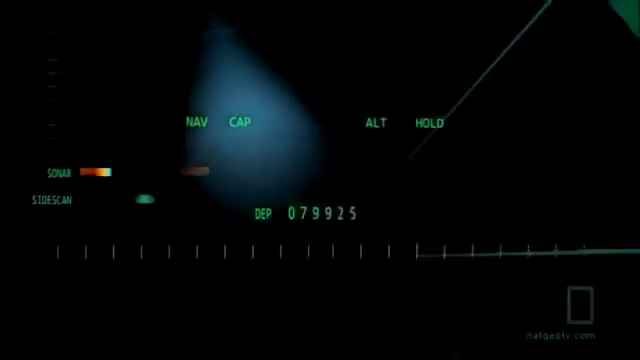 NAV CAP ALT HOLD
SONAR
SIDESCAN
DEP 079925
natgeotv.com